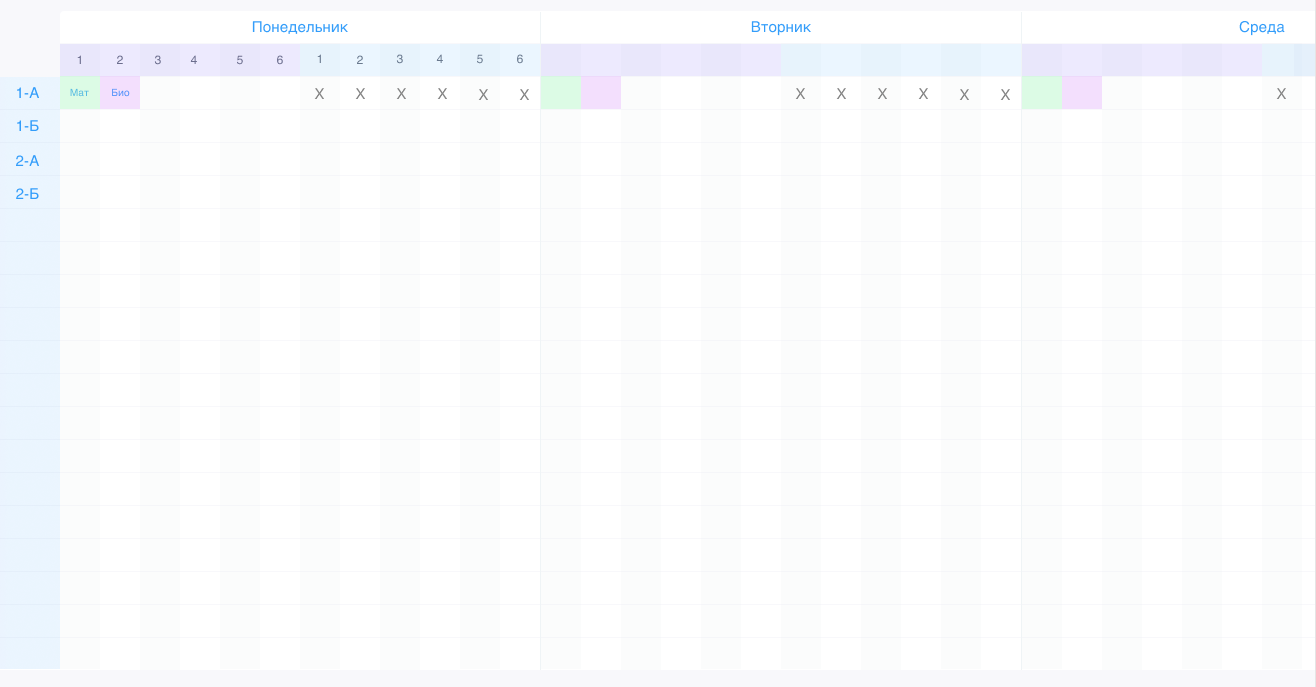 Понедельник Вторник Среда
1 2 3 4 5 6 1 2 3 4 5 6
1-А Мат Био X X X X X X X X X X X X X
1-Б
2-А
2-Б